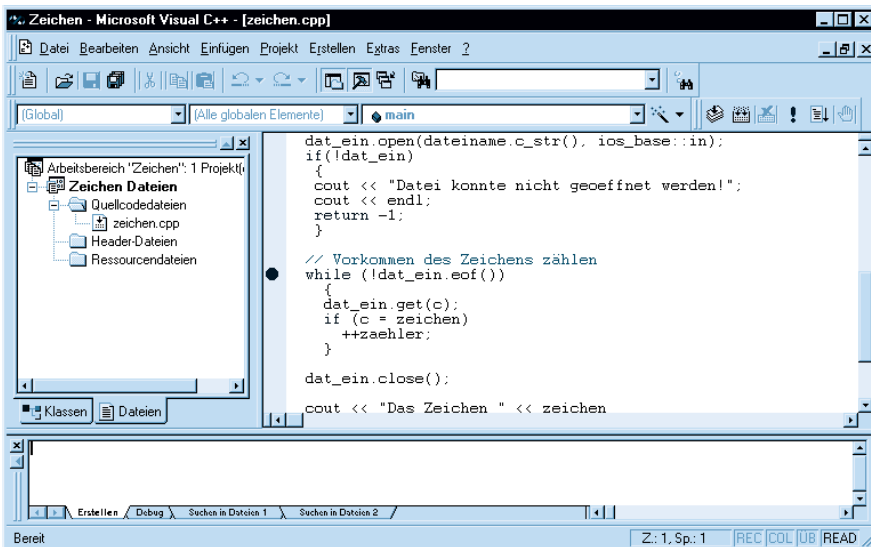 Zeichen - Microsoft Visual C++ - [zeichen.cpp]
Datei Bearbeiten Ansicht Einfügen Projekt Erstellen Extras Fenster ?
(Global) (Alle globalen Elemente) main
Arbeitsbereich "Zeichen": 1 Projekt(
Zeichen Dateien
Quellcodedateien
zeichen.cpp
Header-Dateien
Ressourcendateien
Klassen Dateien
dat_ein.open(dateiname.c_str(), ios_base::in);
if(!dat_ein)
{
cout << "Datei konnte nicht geoeffnet werden!";
cout << endl;
return -1;
}
// Vorkommen des Zeichens zählen
while (!dat_ein.eof())
{
dat_ein.get(c);
if (c = zeichen)
++zaehler;
}
dat_ein.close();
cout << "Das Zeichen " << zeichen
Erstellen Debug Suchen in Dateien 1 Suchen in Dateien 2
Bereit Z.: 1, Sp.: 1 REC COL ÜB READ